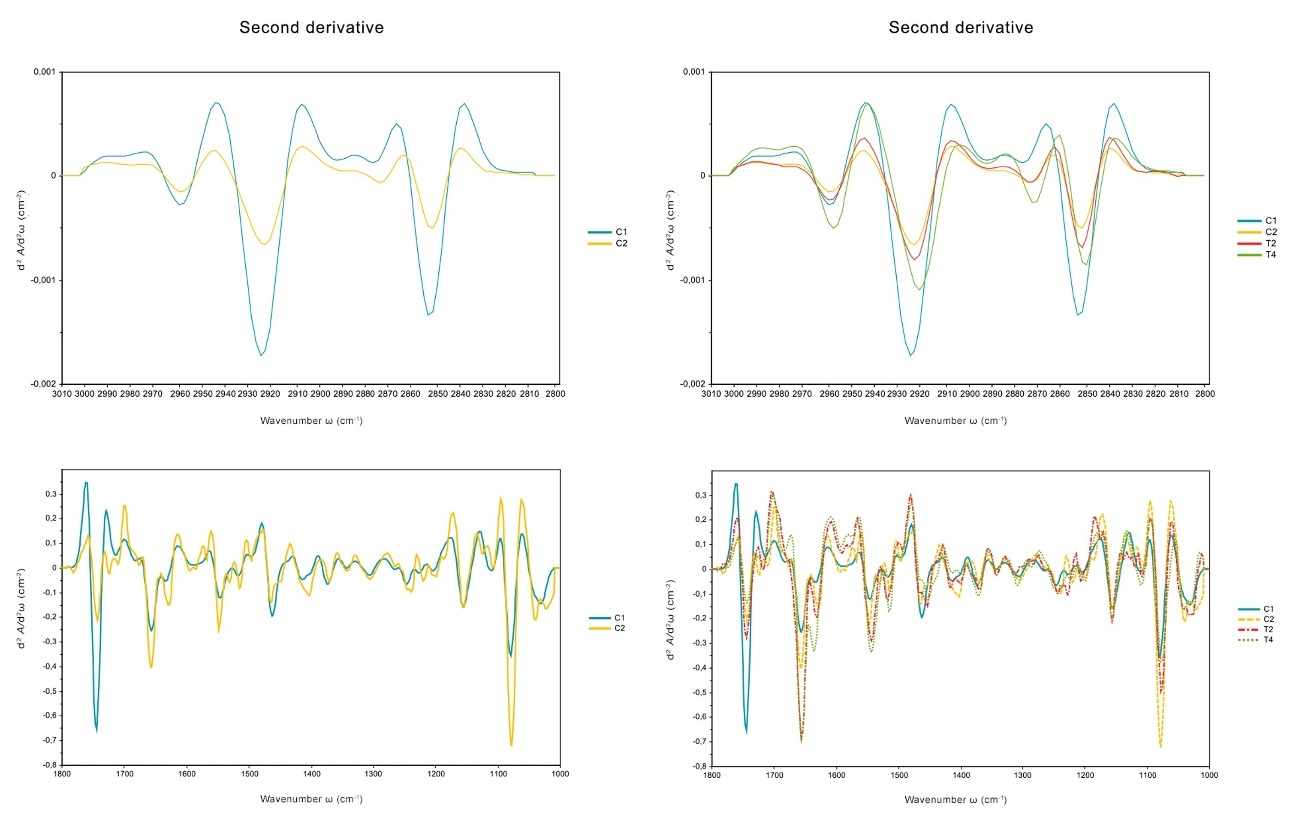 Second derivative
0,001
0
-0,001
-0,002
3010 3000 2990 2980 2970 2960 2950 2940 2930 2920 2910 2900 2890 2880 2870 2860 2850 2840 2830 2820 2810 2800
d² A/d²ω (cm⁻²)
Wavenumber ω (cm⁻¹)
C1
C2
Second derivative
0,001
0
-0,001
-0,002
3010 3000 2990 2980 2970 2960 2950 2940 2930 2920 2910 2900 2890 2880 2870 2860 2850 2840 2830 2820 2810 2800
d² A/d²ω (cm⁻²)
Wavenumber ω (cm⁻¹)
C1
C2
T2
T4
0,3
0,2
0,1
0
-0,1
-0,2
-0,3
-0,4
-0,5
-0,6
-0,7
-0,8
1800 1700 1600 1500 1400 1300 1200 1100 1000
d² A/d²ω (cm⁻²)
Wavenumber ω (cm⁻¹)
C1
C2
0,3
0,2
0,1
0
-0,1
-0,2
-0,3
-0,4
-0,5
-0,6
-0,7
-0,8
1800 1700 1600 1500 1400 1300 1200 1100 1000
d² A/d²ω (cm⁻²)
Wavenumber ω (cm⁻¹)
C1
C2
T2
T4